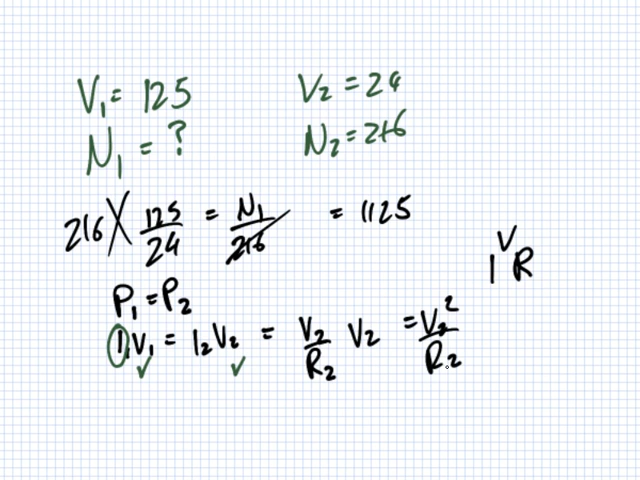 V₁ = 125 V₂ = 24
N₁ = ? N₂ = 216
216 × 125/24 = N₁/216 = 1125
V
I R
P₁ = P₂
I₁V₁ = I₂V₂ = V₂/R₂ V₂ = V₂²/R₂